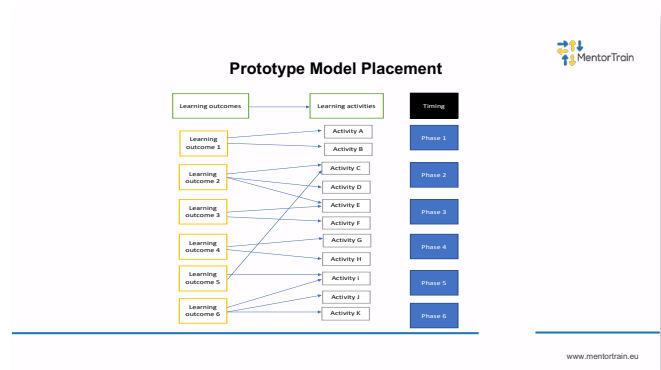 MentorTrain
Prototype Model Placement
Learning outcomes
Learning activities
Timing
Learning
outcome 1
Learning
outcome 2
Learning
outcome 3
Learning
outcome 4
Learning
outcome 5
Learning
outcome 6
Activity A
Activity B
Activity C
Activity D
Activity E
Activity F
Activity G
Activity H
Activity I
Activity J
Activity K
Phase 1
Phase 2
Phase 3
Phase 4
Phase 5
Phase 6
www.mentortrain.eu